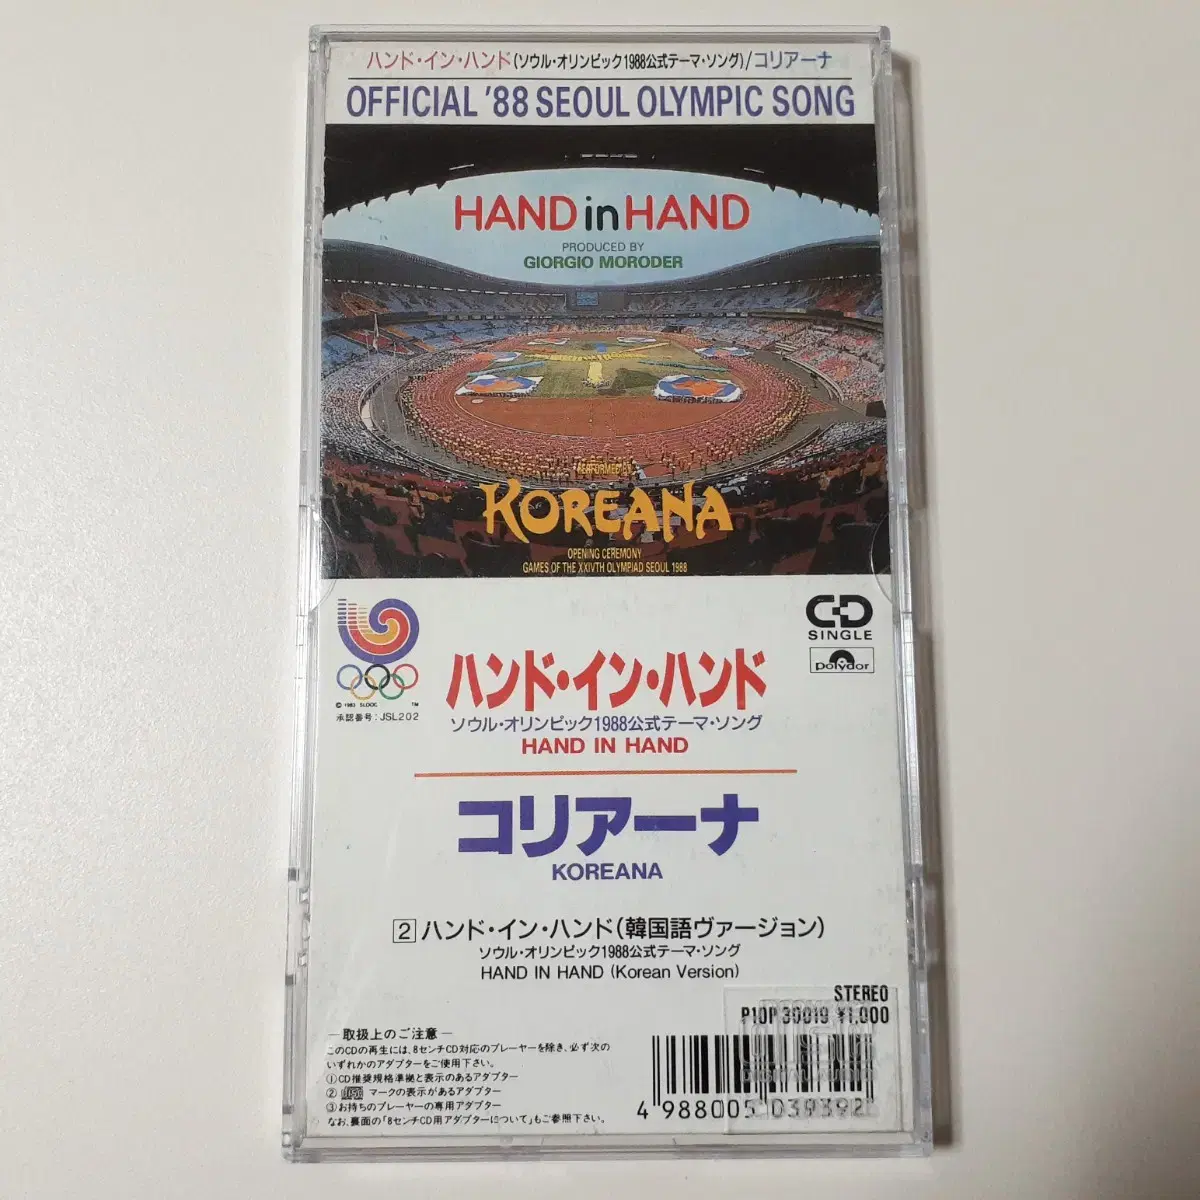 ハンド・イン・ハンド(ソウル・オリンピック1988公式テーマ・ソング)/コリアーナ
OFFICIAL '88 SEOUL OLYMPIC SONG
HAND in HAND
PRODUCED BY
GIORGIO MORODER
PERFORMED BY
KOREANA
OPENING CEREMONY
GAMES OF THE XXIVTH OLYMPIAD SEOUL 1988
© 1983 SLOOC TM
承認番号:JSL202
CD
SINGLE
polydor
ハンド・イン・ハンド
ソウル・オリンピック1988公式テーマ・ソング
HAND IN HAND
コリアーナ
KOREANA
2 ハンド・イン・ハンド(韓国語ヴァージョン)
ソウル・オリンピック1988公式テーマ・ソング
HAND IN HAND (Korean Version)
STEREO
P10P 30019 ¥1,000
―取扱上のご注意―
このCDの再生には、8センチCD対応のプレーヤーを除き、必ず次の
いずれかのアダプターをご使用下さい。
①CD推奨規格準拠と表示のあるアダプター
② マークの表示があるアダプター
③お持ちのプレーヤーの専用アダプター
なお、裏面の「8センチCD用アダプターについて」もご参照下さい。
4 988005 039392